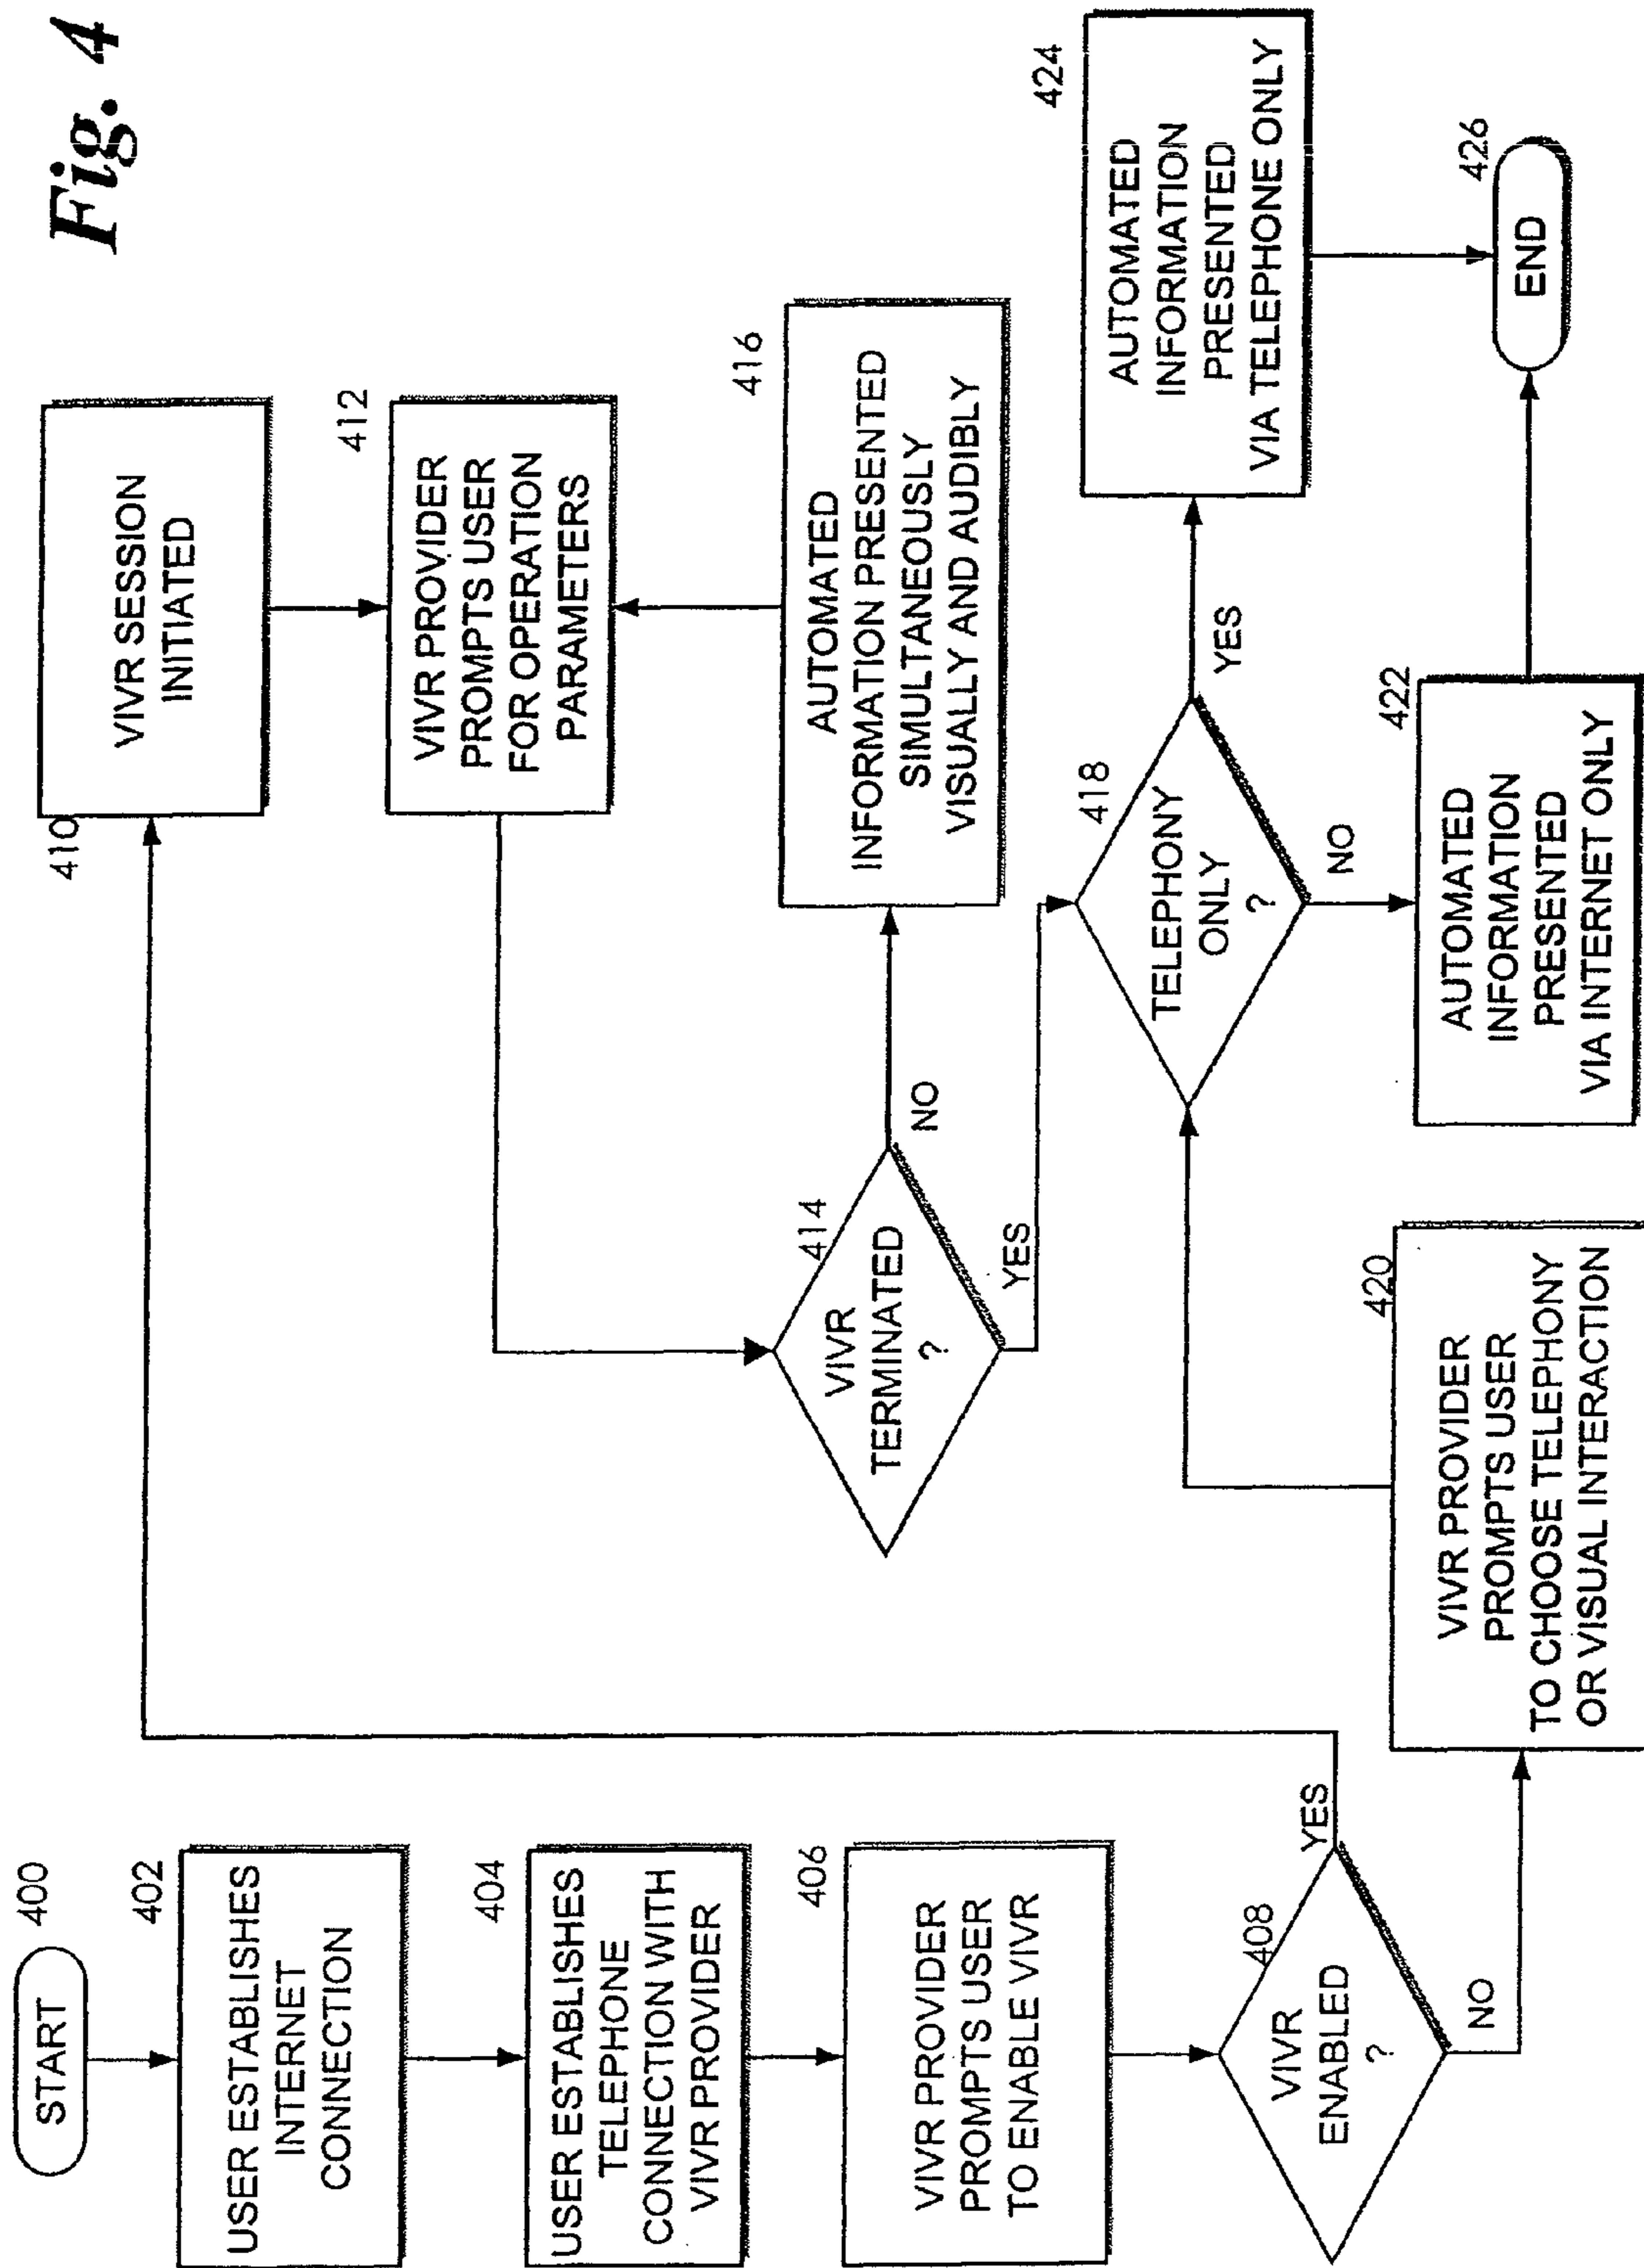 Fig. 4
START
400
402
USER ESTABLISHES
INTERNET
CONNECTION
404
USER ESTABLISHES
TELEPHONE
CONNECTION WITH
VIVR PROVIDER
406
VIVR PROVIDER
PROMPTS USER
TO ENABLE VIVR
408
VIVR
ENABLED
?
YES
NO
410
VIVR SESSION
INITIATED
412
VIVR PROVIDER
PROMPTS USER
FOR OPERATION
PARAMETERS
414
VIVR
TERMINATED
?
NO
YES
416
AUTOMATED
INFORMATION PRESENTED
SIMULTANEOUSLY
VISUALLY AND AUDIBLY
418
TELEPHONY
ONLY
?
YES
NO
420
VIVR PROVIDER
PROMPTS USER
TO CHOOSE TELEPHONY
OR VISUAL INTERACTION
422
AUTOMATED
INFORMATION
PRESENTED
VIA INTERNET ONLY
424
AUTOMATED
INFORMATION
PRESENTED
VIA TELEPHONE ONLY
426
END